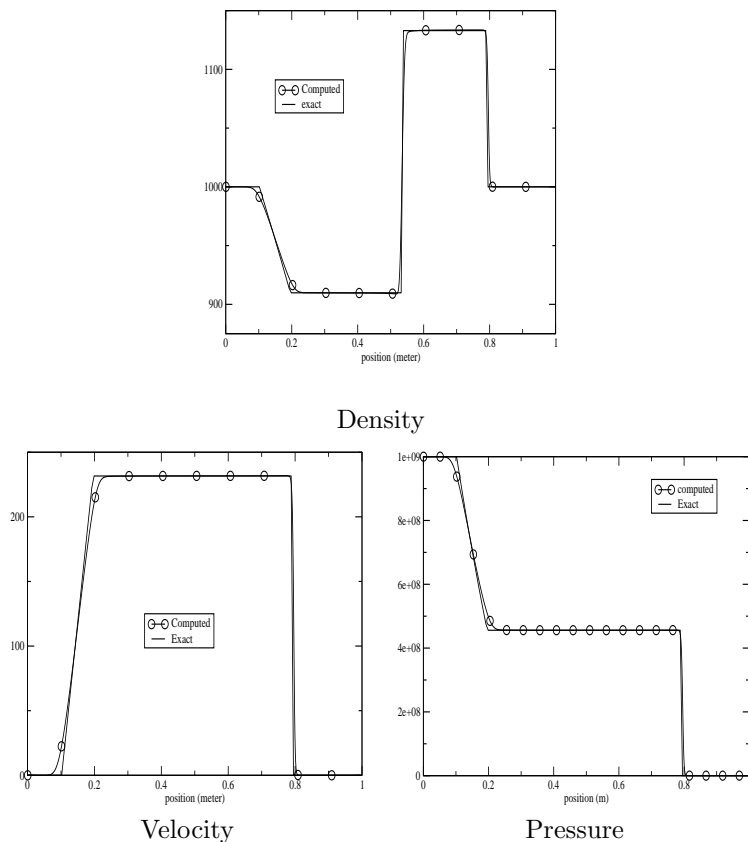 1100
1000
900
Computed
exact
0 0.2 0.4 0.6 0.8 1
position (meter)
Density
200
100
0
Computed
Exact
0 0.2 0.4 0.6 0.8 1
position (meter)
Velocity
1e+09
8e+08
6e+08
4e+08
2e+08
0
computed
Exact
0 0.2 0.4 0.6 0.8
position (m)
Pressure